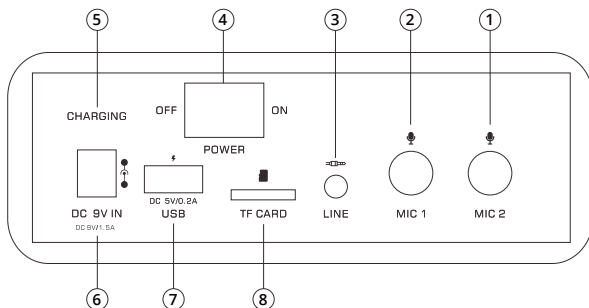 ⑤ ④ ③ ② ①
CHARGING
OFF ON
POWER
DC 9V IN
DC 9V/1.5A
DC 5V/0.2A
USB
TF CARD
LINE
MIC 1
MIC 2
⑥ ⑦ ⑧